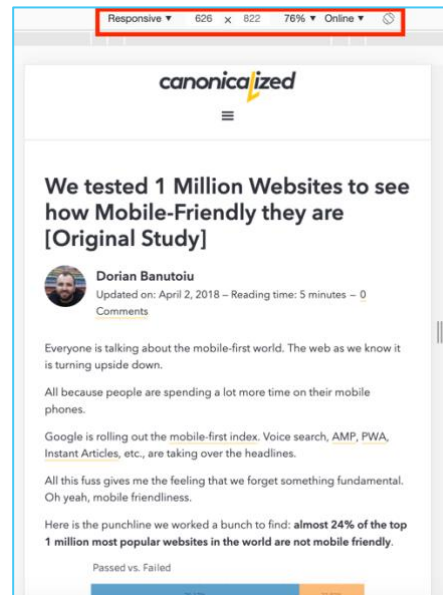 Responsive ▼ 626 x 822 76% ▼ Online ▼
canonicalized
We tested 1 Million Websites to see
how Mobile-Friendly they are
[Original Study]
Dorian Banutoiu
Updated on: April 2, 2018 – Reading time: 5 minutes – 0
Comments
Everyone is talking about the mobile-first world. The web as we know it
is turning upside down.
All because people are spending a lot more time on their mobile
phones.
Google is rolling out the mobile-first index. Voice search, AMP, PWA,
Instant Articles, etc., are taking over the headlines.
All this fuss gives me the feeling that we forget something fundamental.
Oh yeah, mobile friendliness.
Here is the punchline we worked a bunch to find: almost 24% of the top
1 million most popular websites in the world are not mobile friendly.
Passed vs. Failed